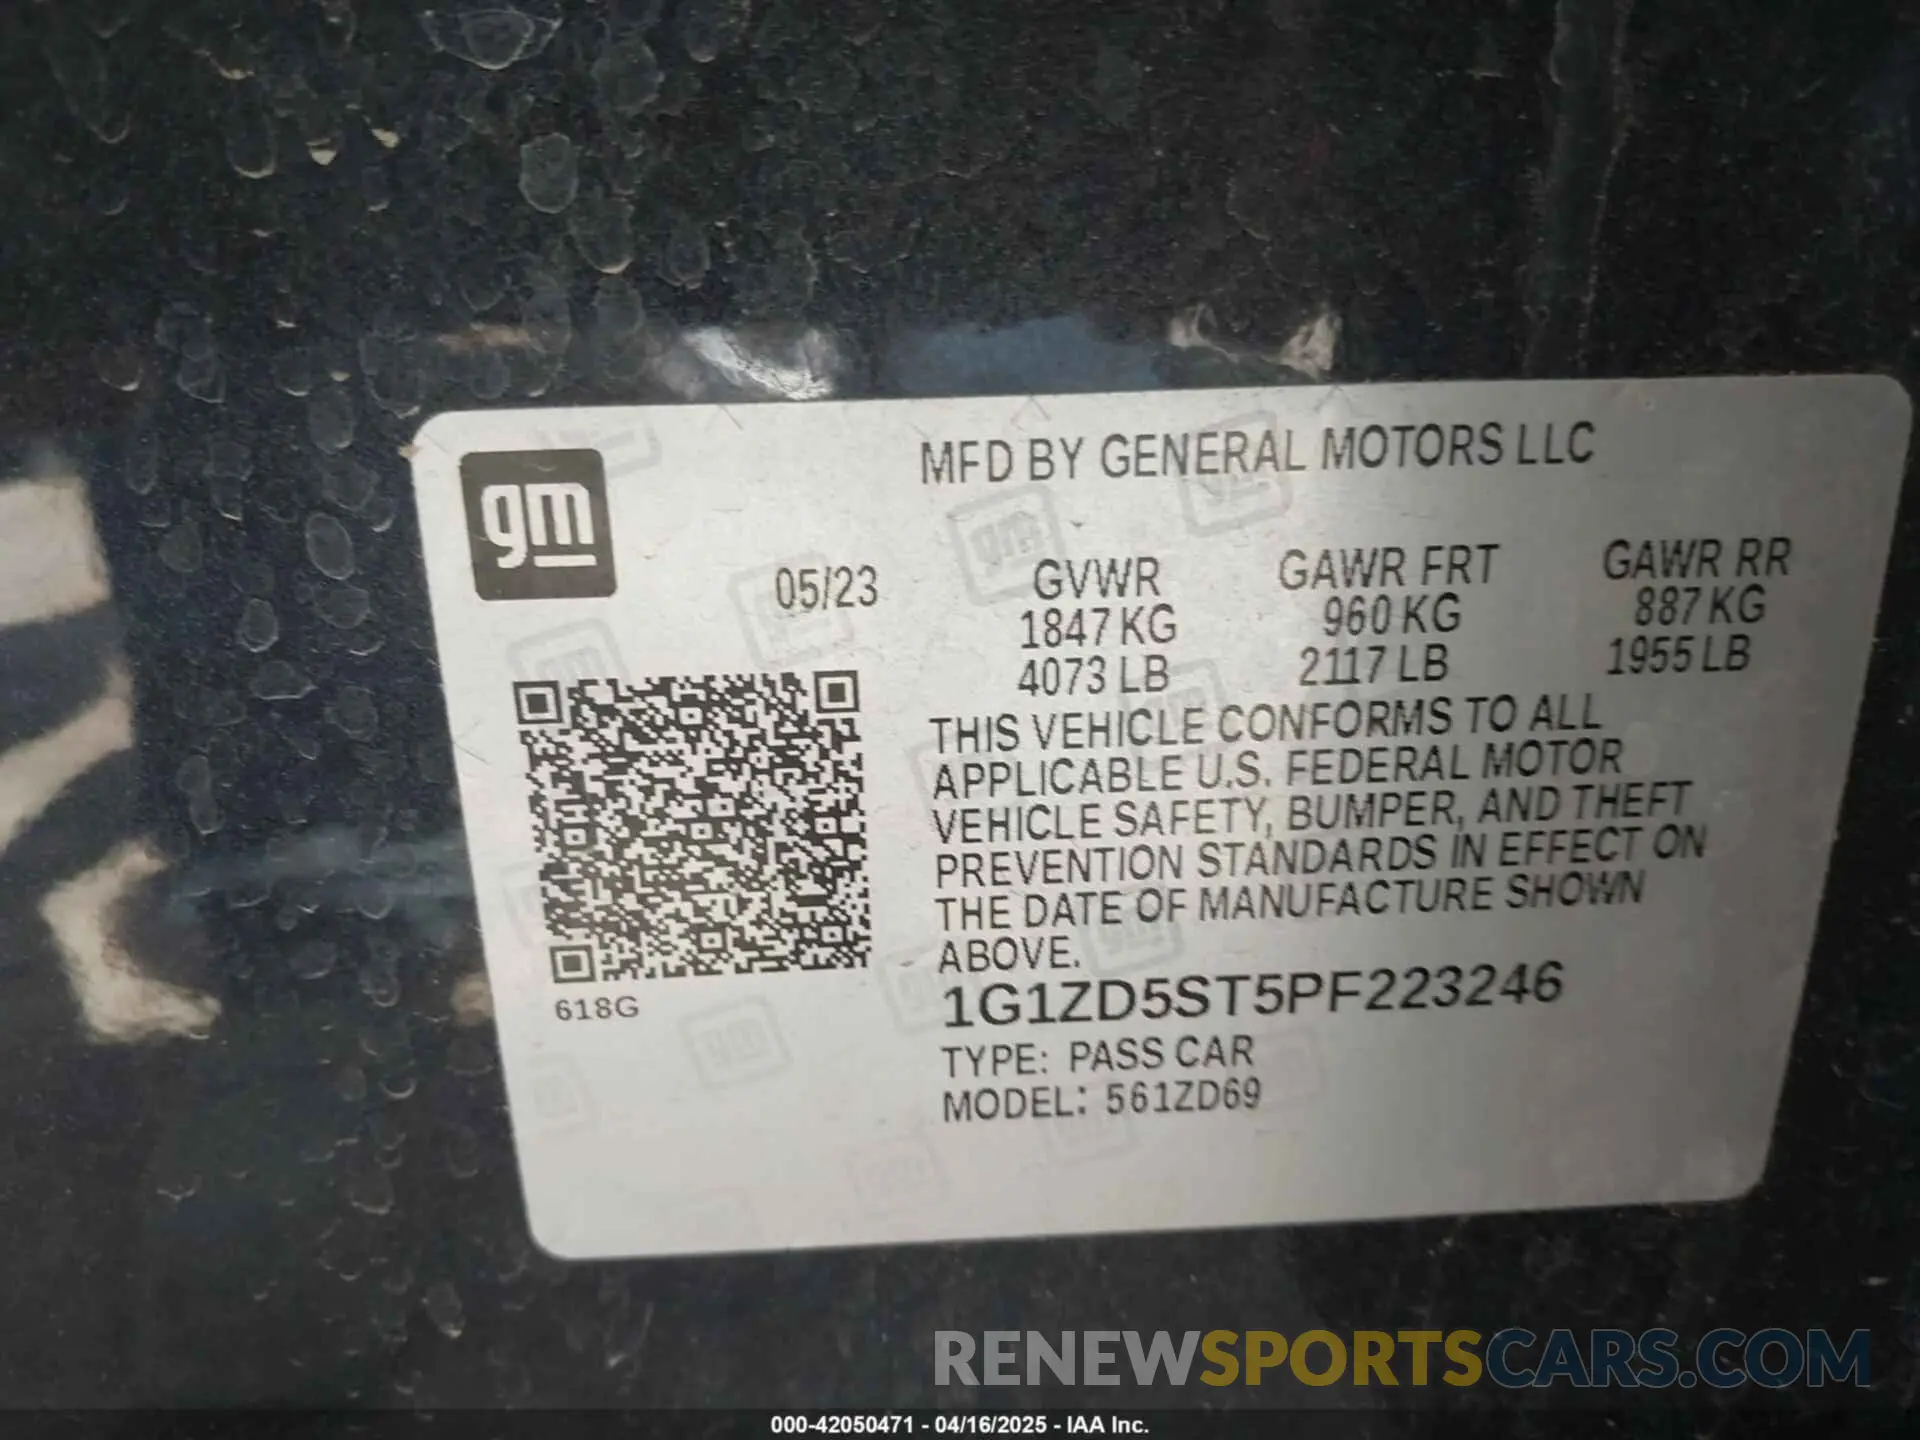 gm
MFD BY GENERAL MOTORS LLC
05/23
GVWR GAWR FRT GAWR RR
1847 KG 960 KG 887 KG
4073 LB 2117 LB 1955 LB
THIS VEHICLE CONFORMS TO ALL
APPLICABLE U.S. FEDERAL MOTOR
VEHICLE SAFETY, BUMPER, AND THEFT
PREVENTION STANDARDS IN EFFECT ON
THE DATE OF MANUFACTURE SHOWN
ABOVE.
618G
1G1ZD5ST5PF223246
TYPE: PASS CAR
MODEL: 561ZD69
RENEWSPORTSCARS.COM
000-42050471 - 04/16/2025 - IAA Inc.